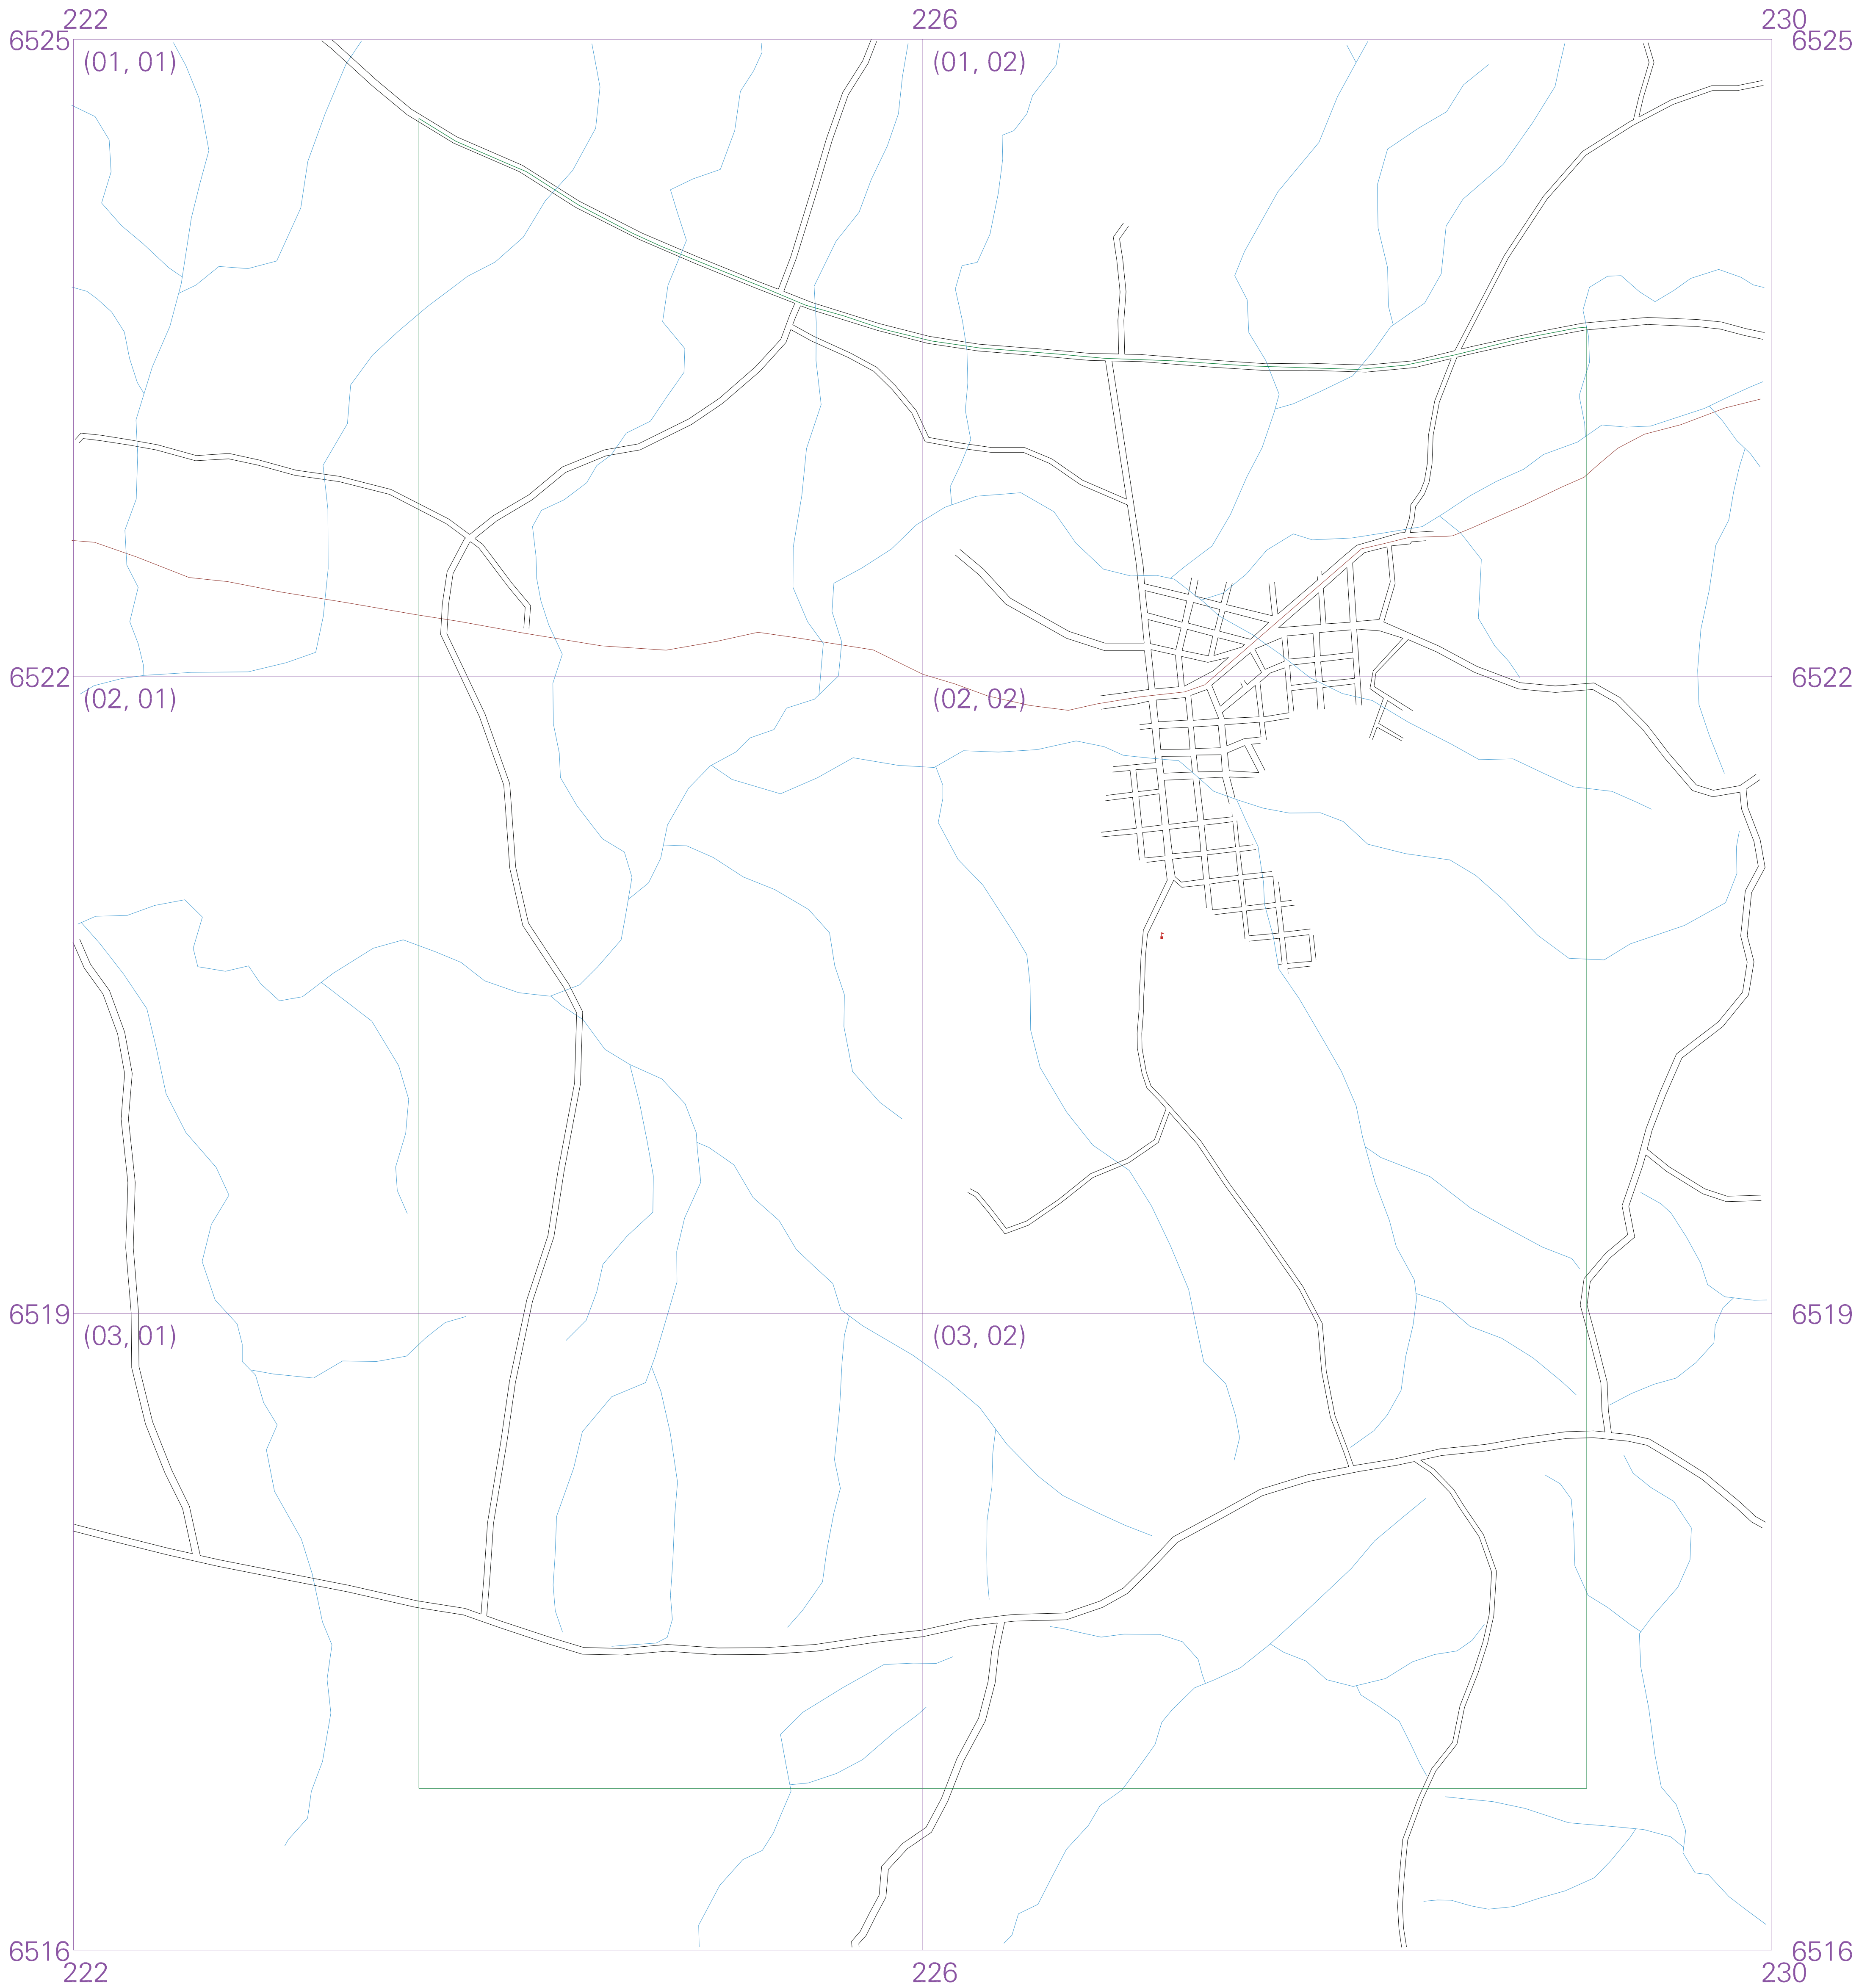 222 226 230
6525 6525
(01, 01) (01, 02)
6522 6522
(02, 01) (02, 02)
6519 6519
(03, 01) (03, 02)
6516 6516
222 226 230